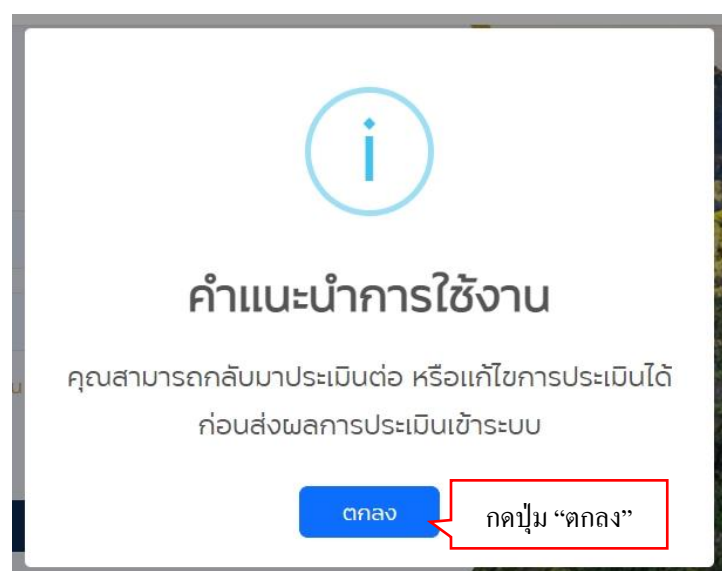 คำแนะนำการใช้งาน
คุณสามารถกลับมาประเมินต่อ หรือแก้ไขการประเมินได้
ก่อนส่งผลการประเมินเข้าระบบ
ตกลง
กดปุ่ม “ตกลง”